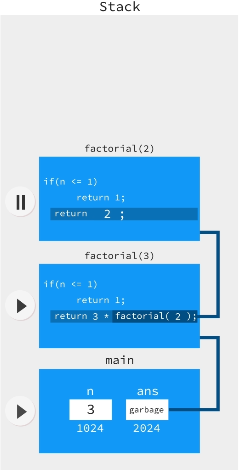 Stack
factorial(2)
if(n <= 1)
return 1;
return 2 ;
factorial(3)
if(n <= 1)
return 1;
return 3 * factorial( 2 );
main
n ans
3 garbage
1024 2024